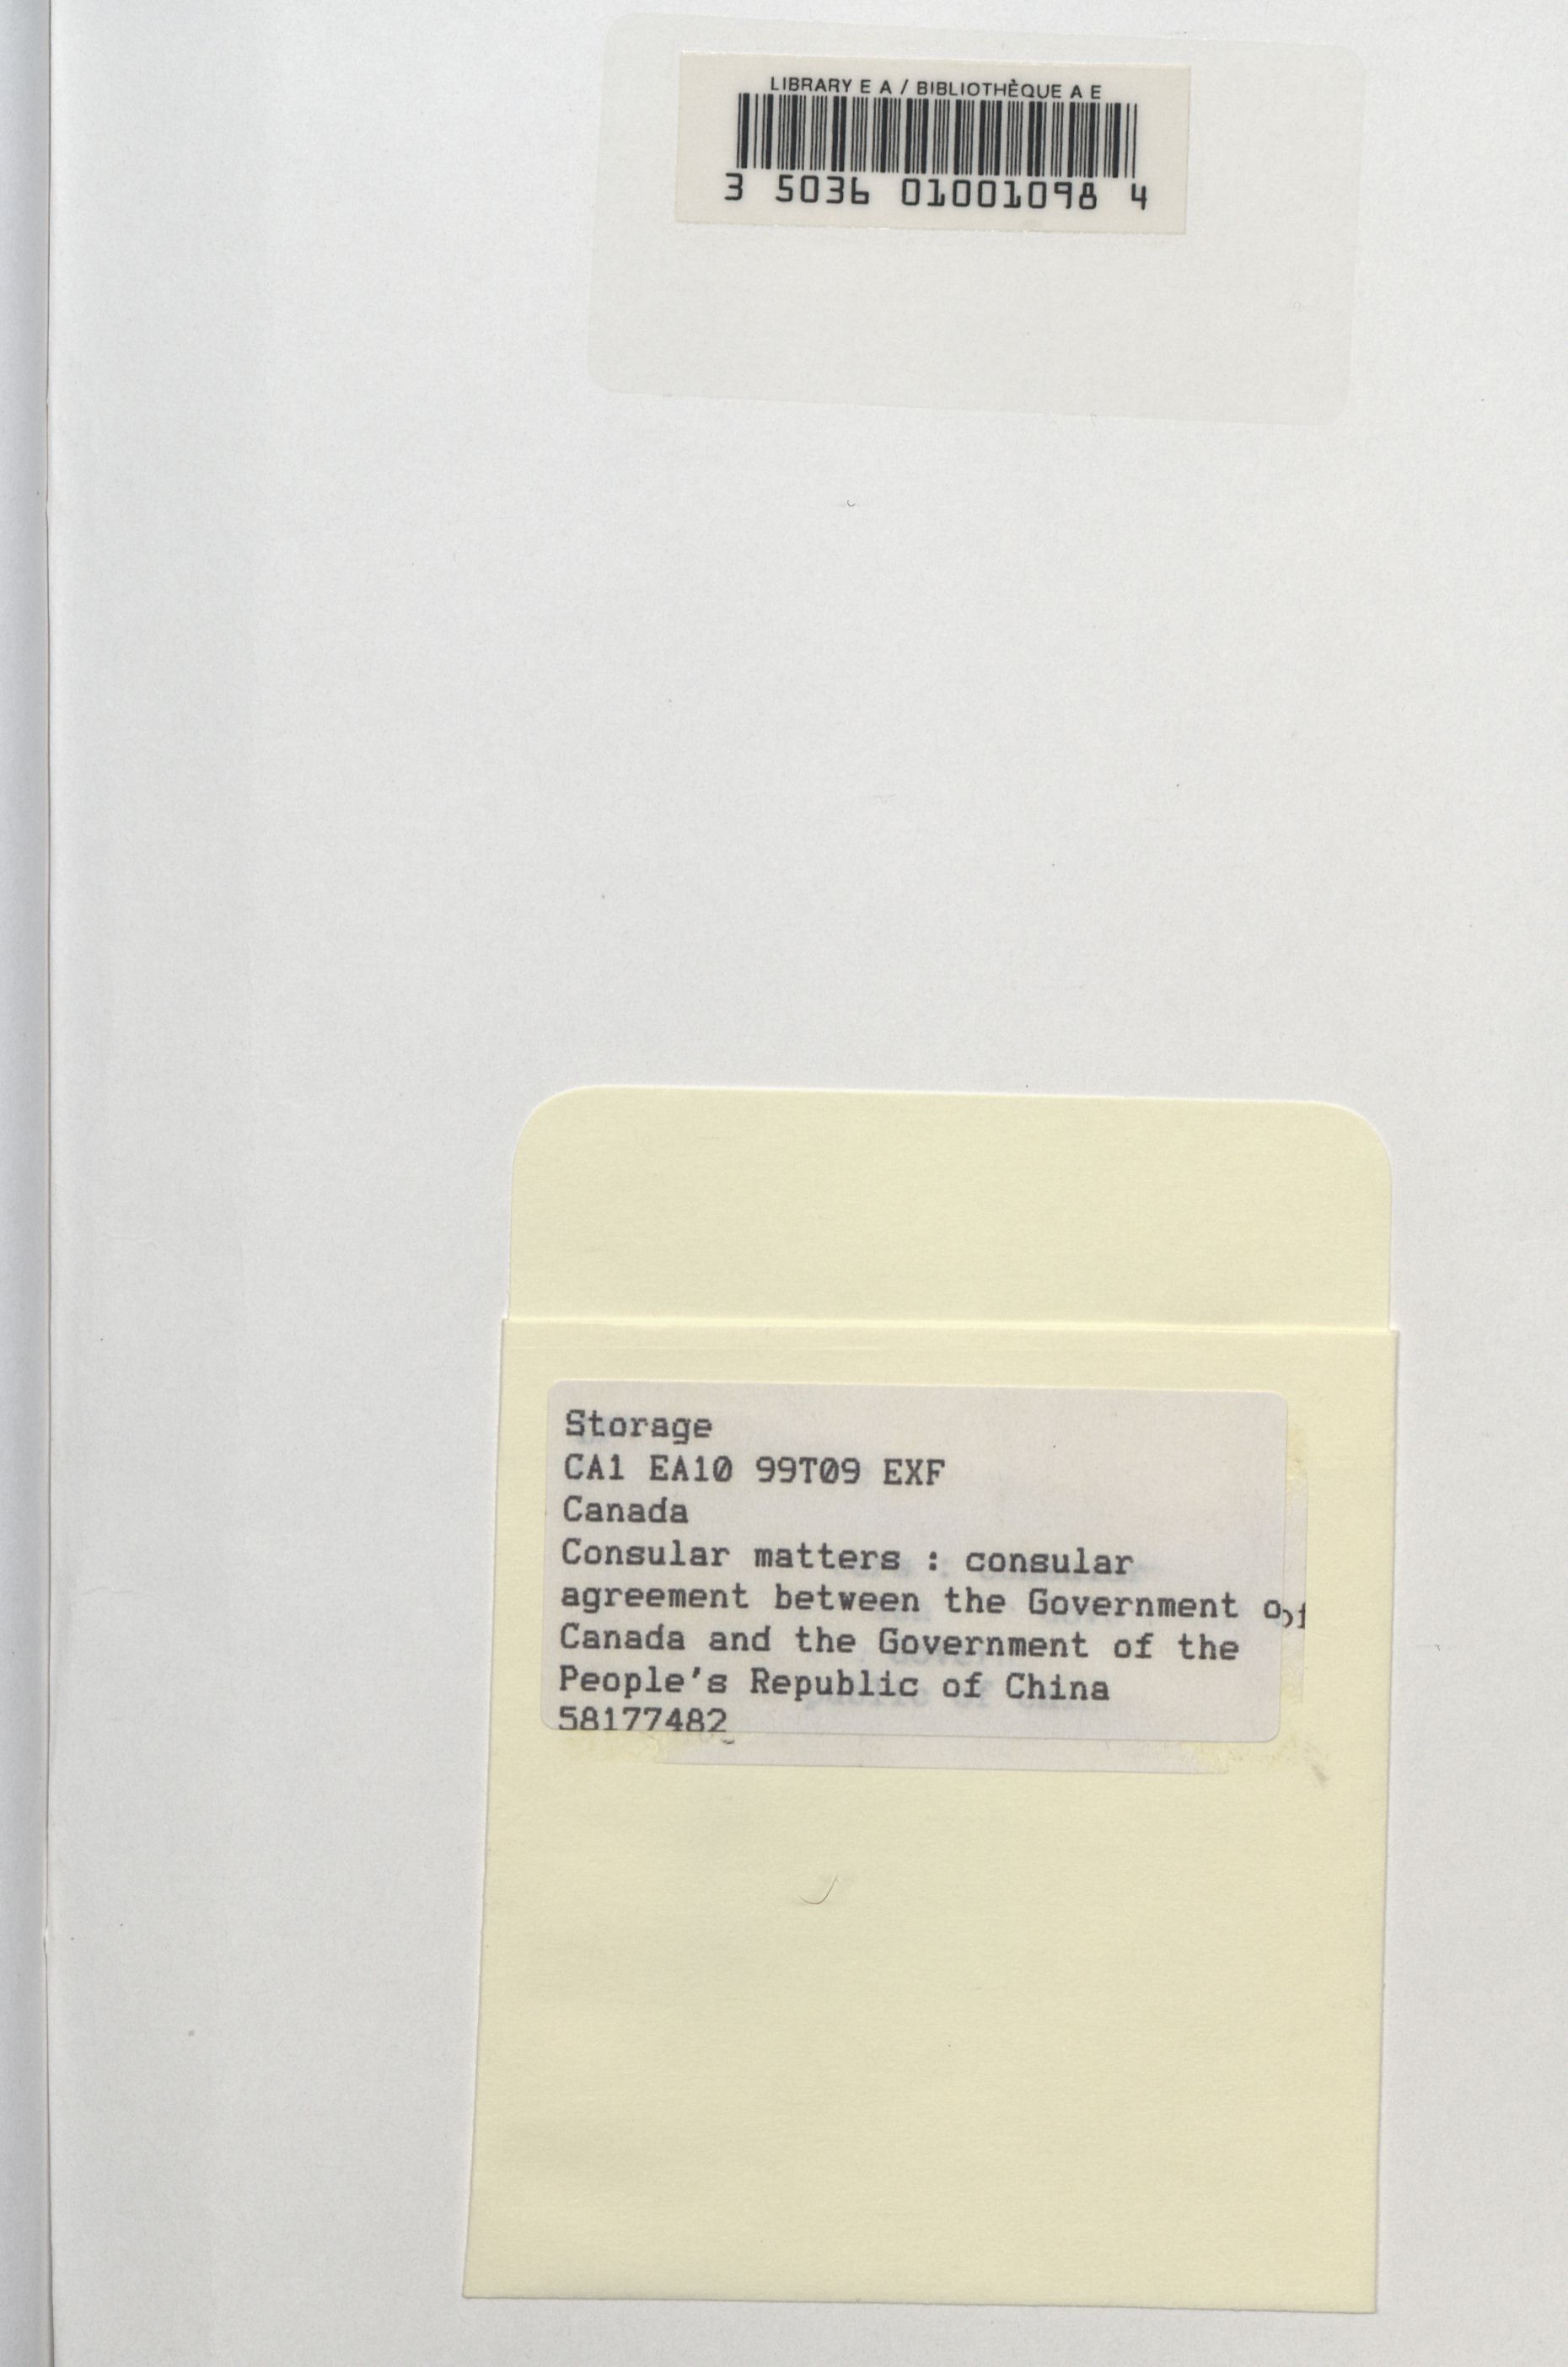 LIBRARY E A / BIBLIOTHÈQUE A E
3 5036 01001098 4
Storage
CA1 EA10 99T09 EXF
Canada
Consular matters : consular
agreement between the Government of
Canada and the Government of the
People's Republic of China
58177482